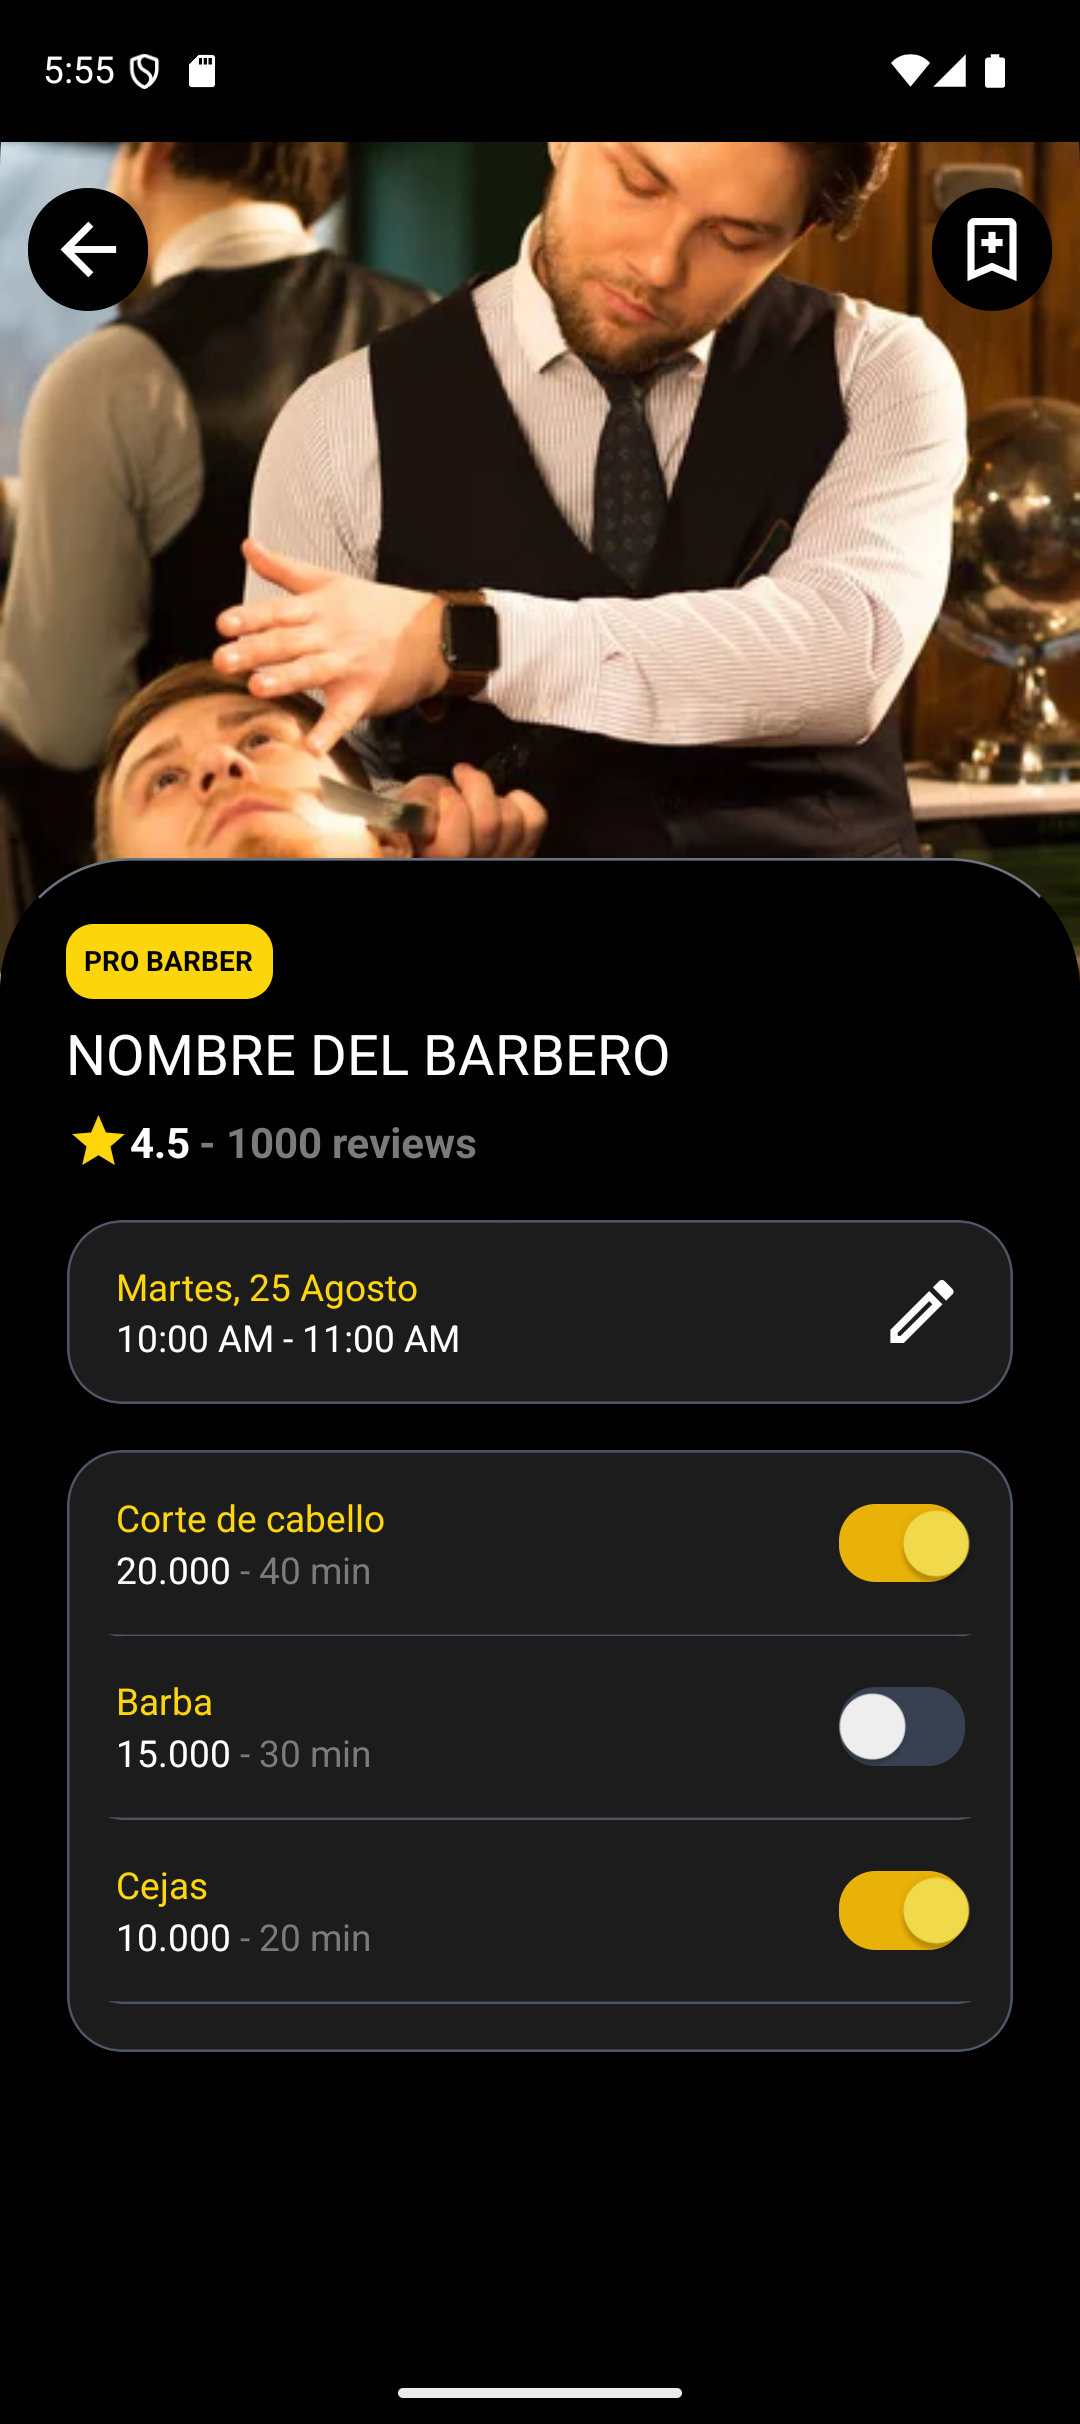 5:55
PRO BARBER
NOMBRE DEL BARBERO
4.5 - 1000 reviews
Martes, 25 Agosto
10:00 AM - 11:00 AM
Corte de cabello
20.000 - 40 min
Barba
15.000 - 30 min
Cejas
10.000 - 20 min